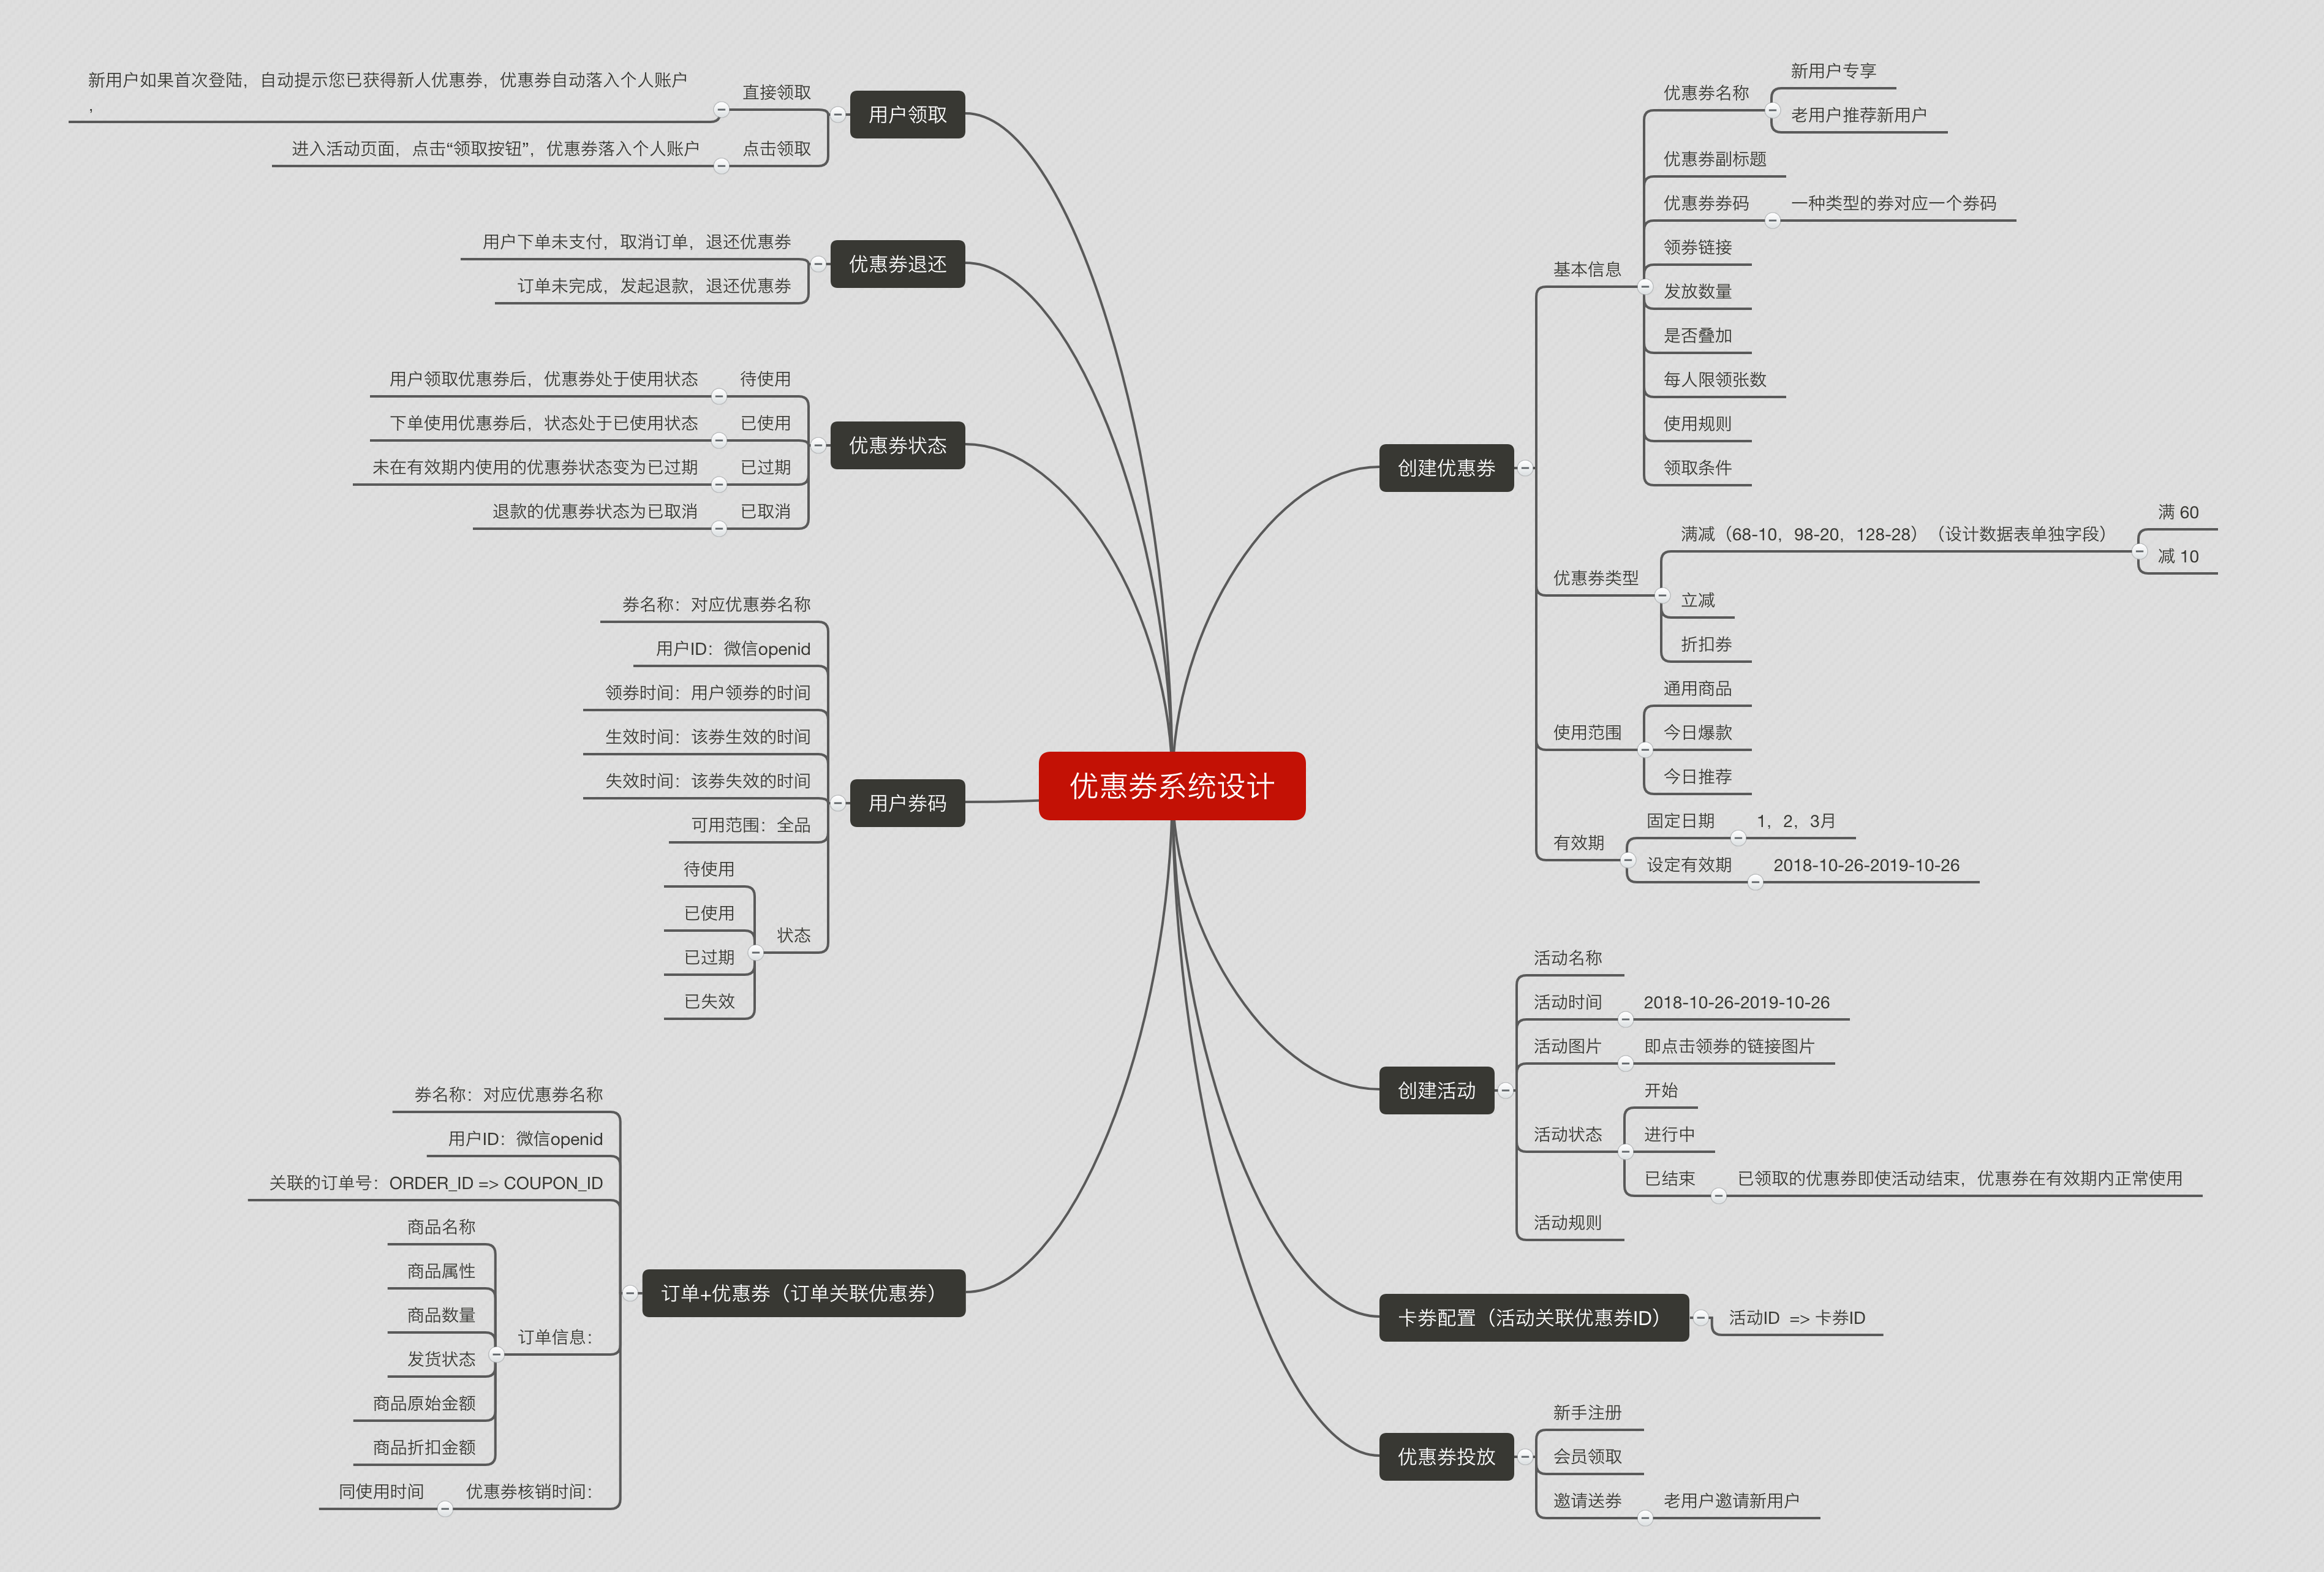 优惠券系统设计
用户领取
直接领取
新用户如果首次登陆，自动提示您已获得新人优惠券，优惠券自动落入个人账户
，
点击领取
进入活动页面，点击“领取按钮”，优惠券落入个人账户
优惠券退还
用户下单未支付，取消订单，退还优惠券
订单未完成，发起退款，退还优惠券
优惠券状态
待使用
用户领取优惠券后，优惠券处于使用状态
已使用
下单使用优惠券后，状态处于已使用状态
已过期
未在有效期内使用的优惠券状态变为已过期
已取消
退款的优惠券状态为已取消
用户券码
券名称：对应优惠券名称
用户ID：微信openid
领券时间：用户领券的时间
生效时间：该券生效的时间
失效时间：该券失效的时间
可用范围：全品
状态
待使用
已使用
已过期
已失效
订单+优惠券（订单关联优惠券）
券名称：对应优惠券名称
用户ID：微信openid
关联的订单号：ORDER_ID => COUPON_ID
订单信息：
商品名称
商品属性
商品数量
发货状态
商品原始金额
商品折扣金额
优惠券核销时间：
同使用时间
创建优惠券
基本信息
优惠券名称
新用户专享
老用户推荐新用户
优惠券副标题
优惠券券码
一种类型的券对应一个券码
领券链接
发放数量
是否叠加
每人限领张数
使用规则
领取条件
优惠券类型
满减（68-10，98-20，128-28）（设计数据表单独字段）
满 60
减 10
立减
折扣券
使用范围
通用商品
今日爆款
今日推荐
有效期
固定日期
1，2，3月
设定有效期
2018-10-26-2019-10-26
创建活动
活动名称
活动时间
2018-10-26-2019-10-26
活动图片
即点击领券的链接图片
活动状态
开始
进行中
已结束
已领取的优惠券即使活动结束，优惠券在有效期内正常使用
活动规则
卡券配置（活动关联优惠券ID）
活动ID => 卡券ID
优惠券投放
新手注册
会员领取
邀请送券
老用户邀请新用户